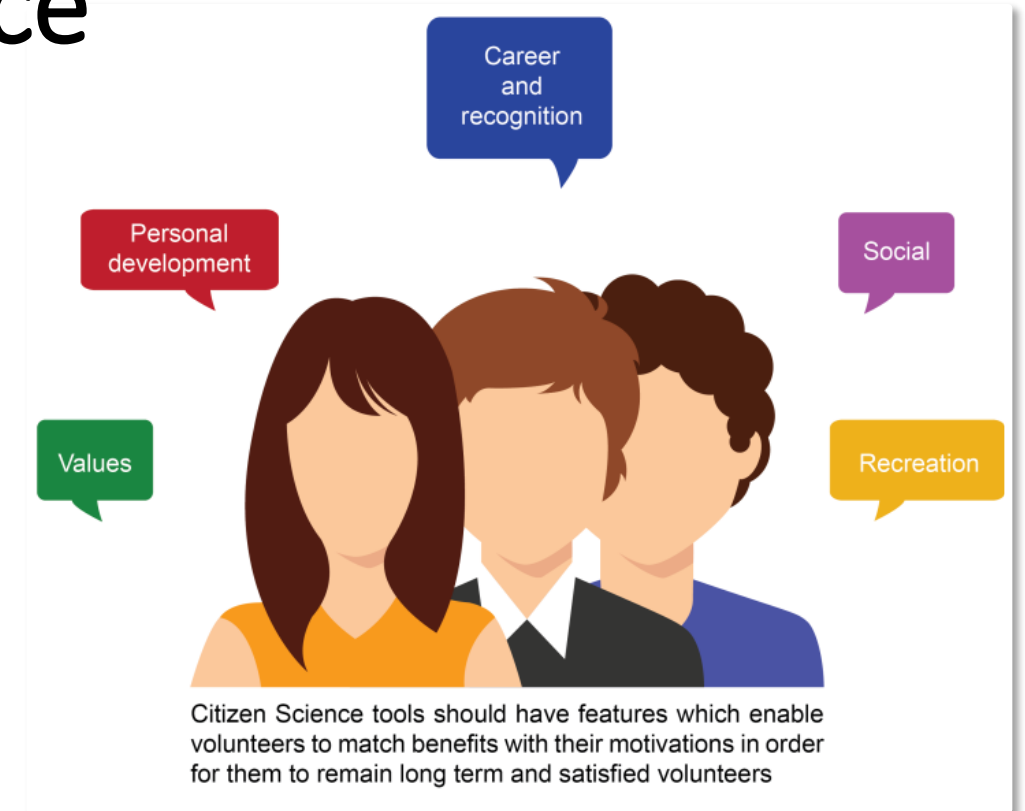 ce
Career
and
recognition
Personal
development
Social
Values
Recreation
Citizen Science tools should have features which enable
volunteers to match benefits with their motivations in order
for them to remain long term and satisfied volunteers